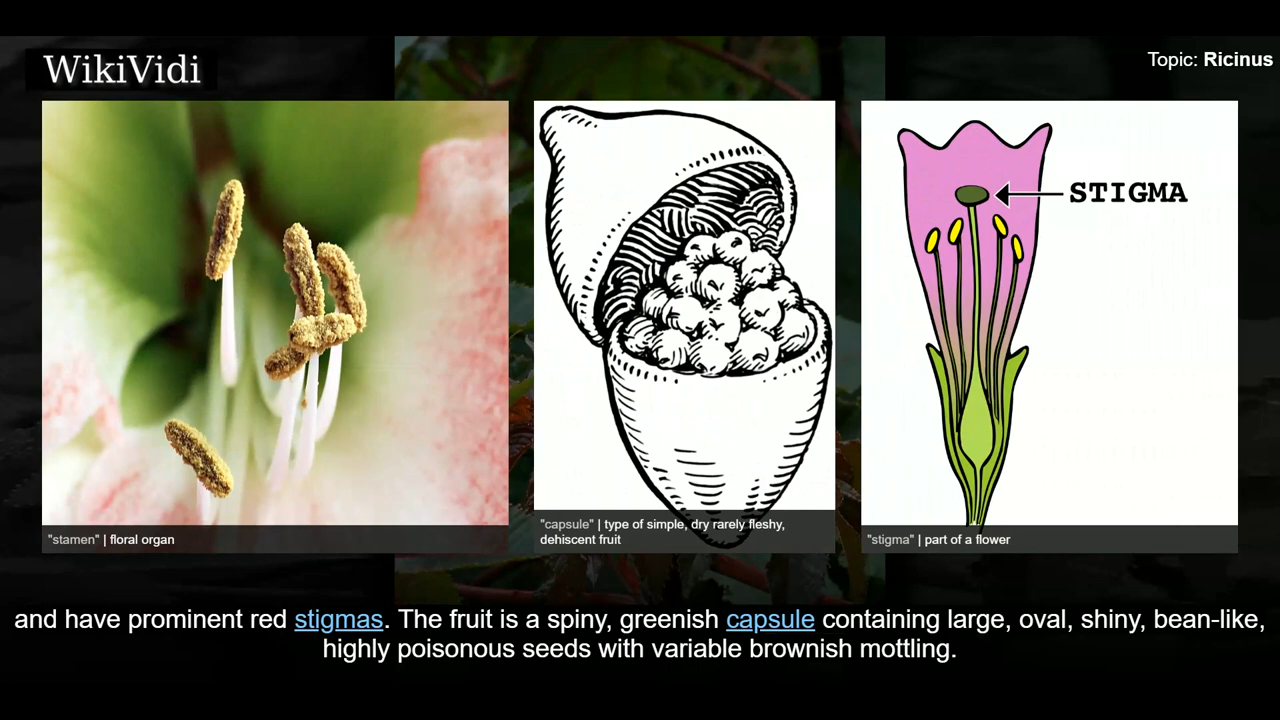 WikiVidi
Topic: Ricinus
STIGMA
"stamen" | floral organ
"capsule" | type of simple, dry rarely fleshy,
dehiscent fruit
"stigma" | part of a flower
and have prominent red stigmas. The fruit is a spiny, greenish capsule containing large, oval, shiny, bean-like,
highly poisonous seeds with variable brownish mottling.